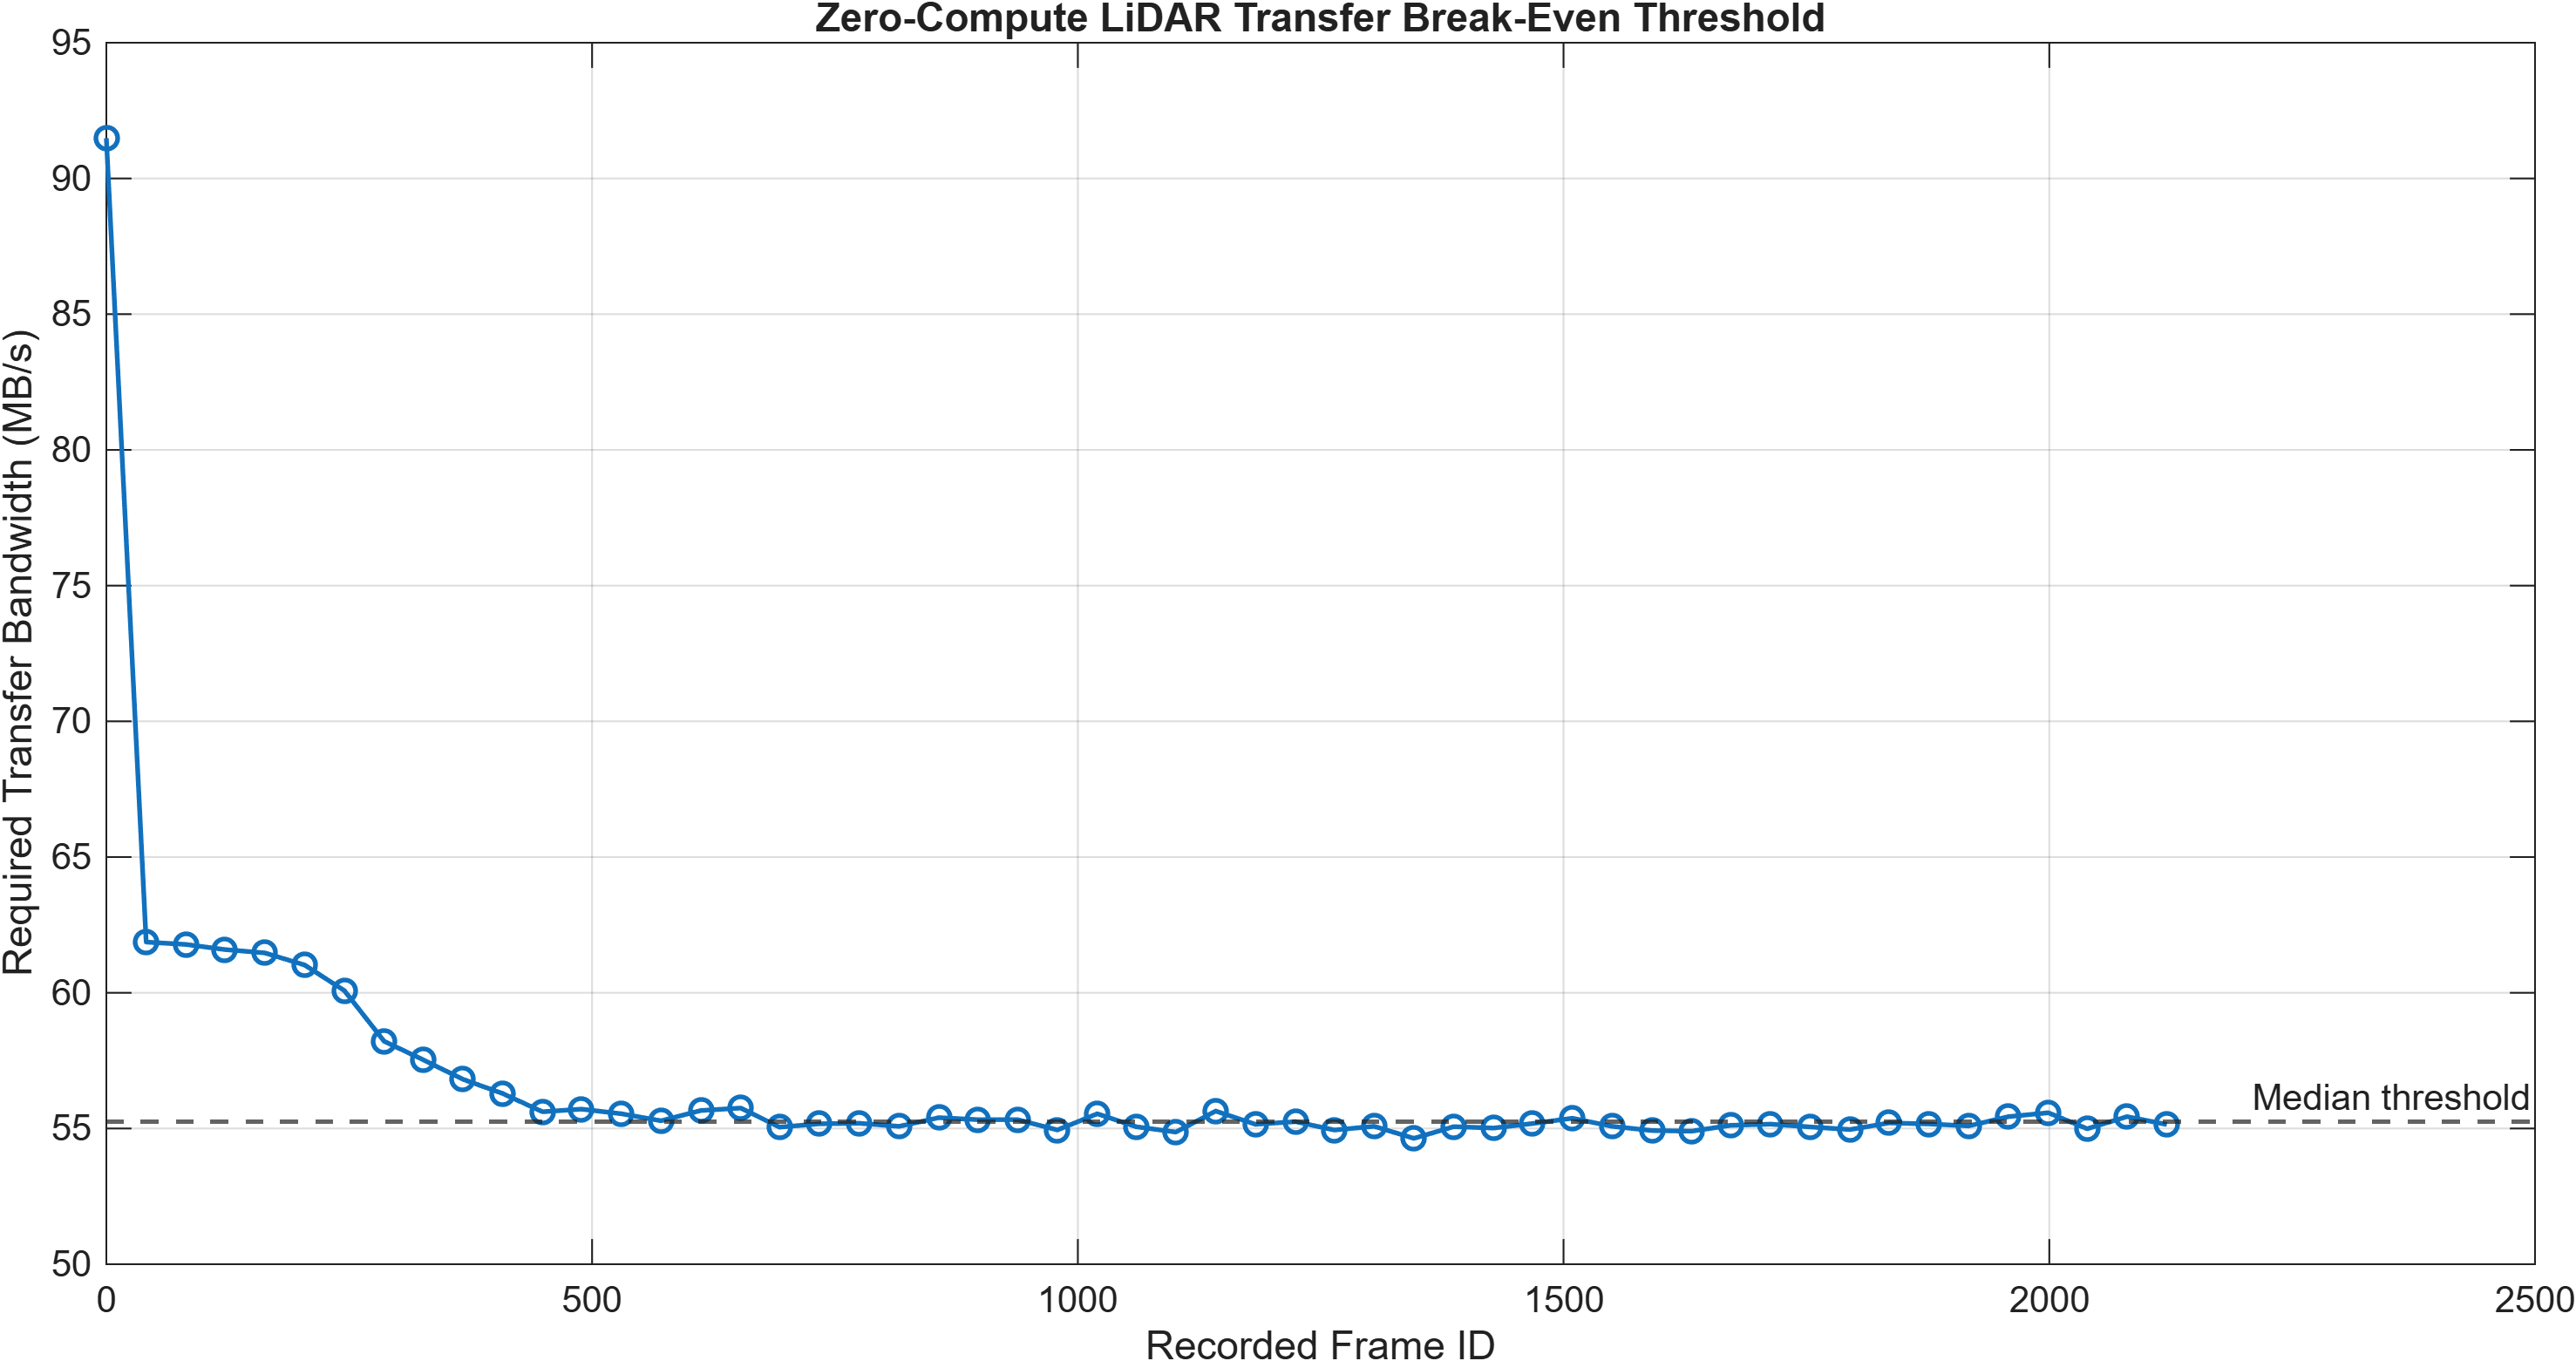 Zero-Compute LiDAR Transfer Break-Even Threshold
Required Transfer Bandwidth (MB/s)
95
90
85
80
75
70
65
60
55
50
Median threshold
0 500 1000 1500 2000 2500
Recorded Frame ID